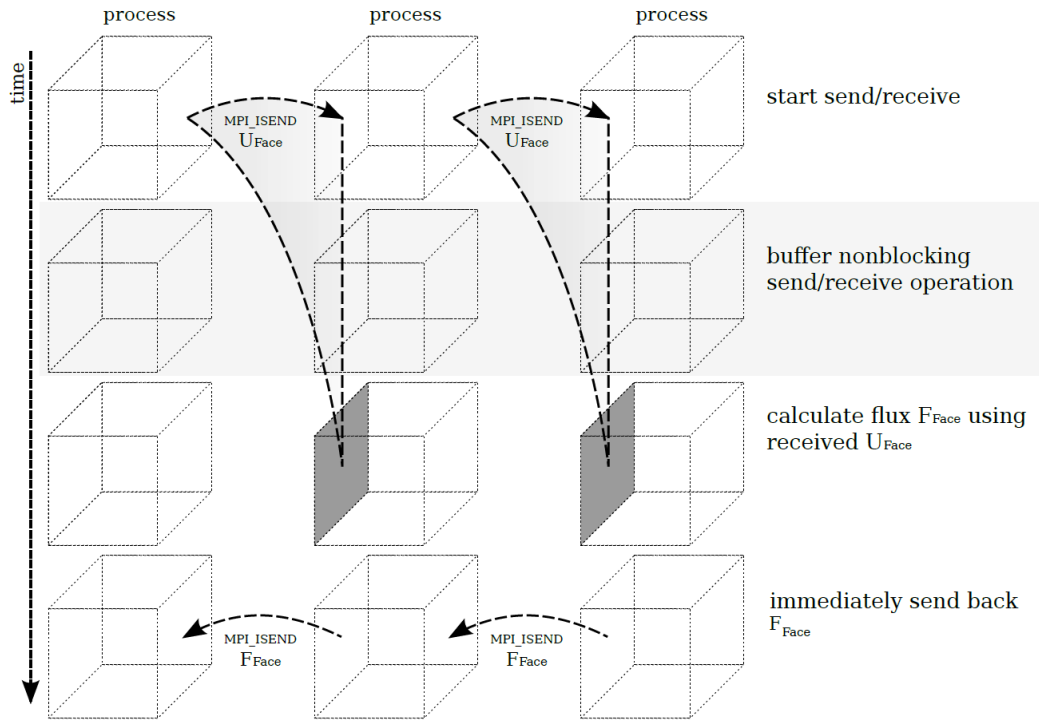 process process process
time
start send/receive
MPI_ISEND MPI_ISEND
UFace UFace
buffer nonblocking
send/receive operation
calculate flux FFace using
received UFace
immediately send back
FFace
MPI_ISEND MPI_ISEND
FFace FFace